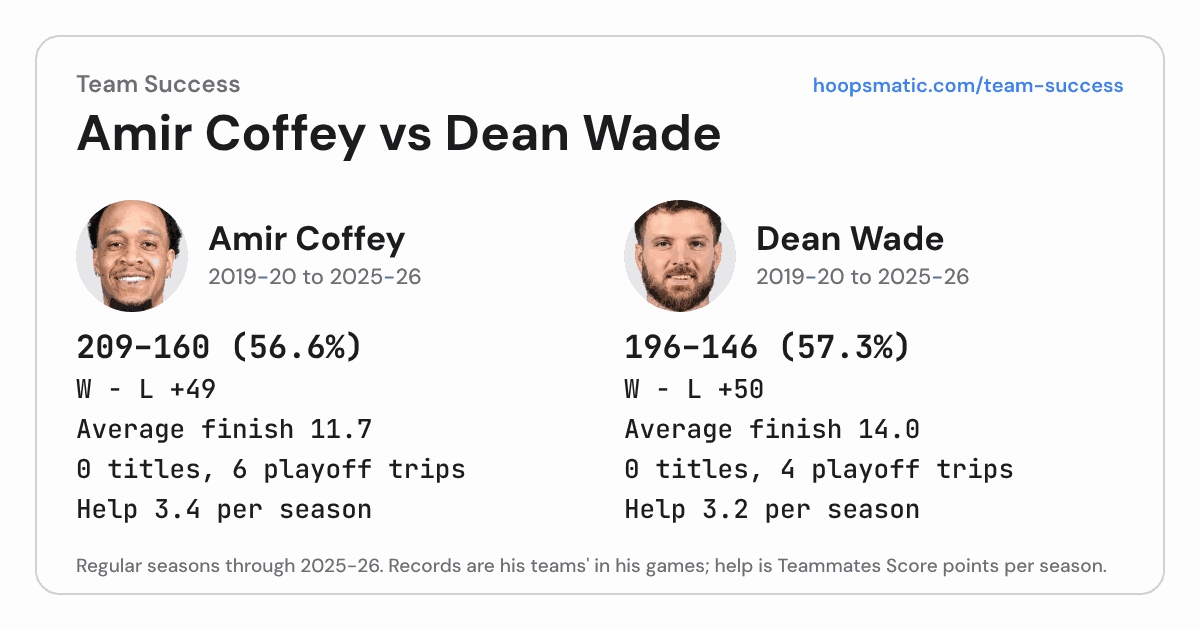 Team Success
hoopsmatic.com/team-success
Amir Coffey vs Dean Wade
Amir Coffey
2019-20 to 2025-26
209-160 (56.6%)
W - L +49
Average finish 11.7
0 titles, 6 playoff trips
Help 3.4 per season
Dean Wade
2019-20 to 2025-26
196-146 (57.3%)
W - L +50
Average finish 14.0
0 titles, 4 playoff trips
Help 3.2 per season
Regular seasons through 2025-26. Records are his teams' in his games; help is Teammates Score points per season.